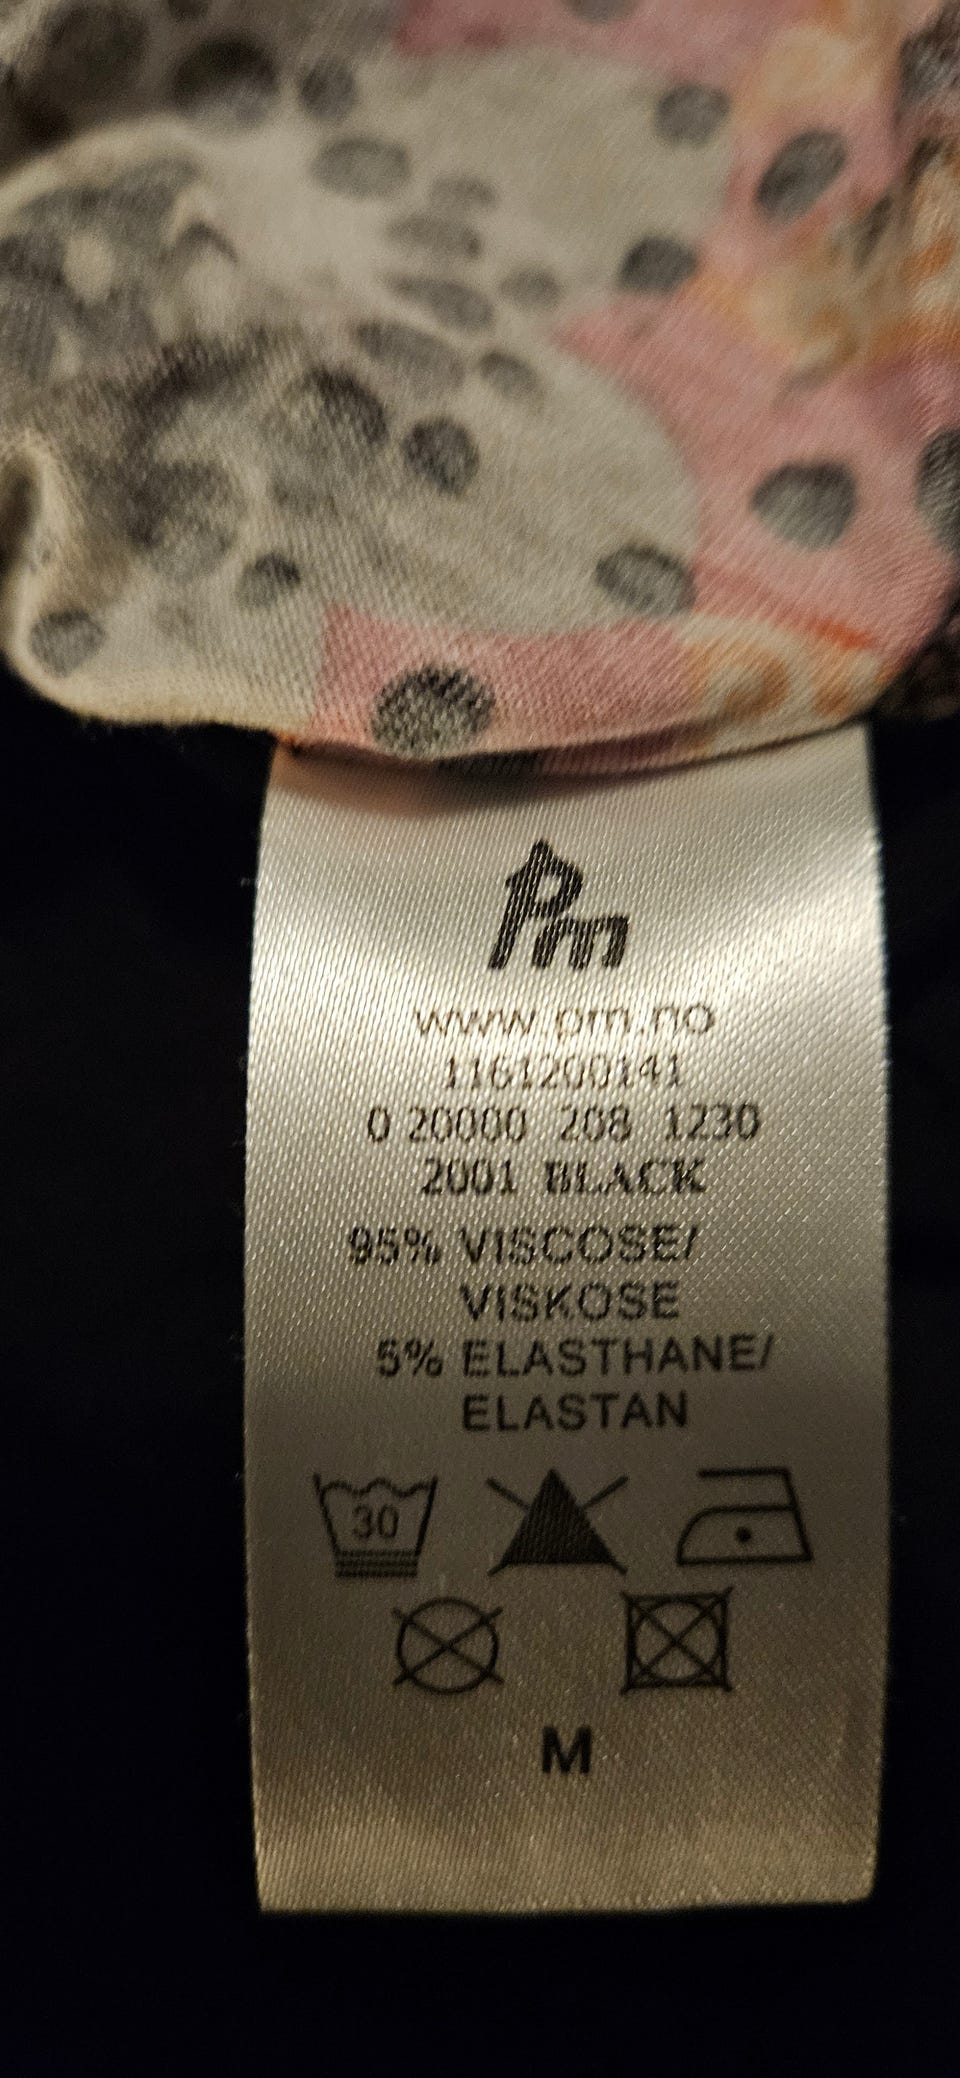 Pm
www.pm.no
1161200141
0 20000 208 1230
2001 BLACK
95% VISCOSE/
VISKOSE
5% ELASTHANE/
ELASTAN
30
M